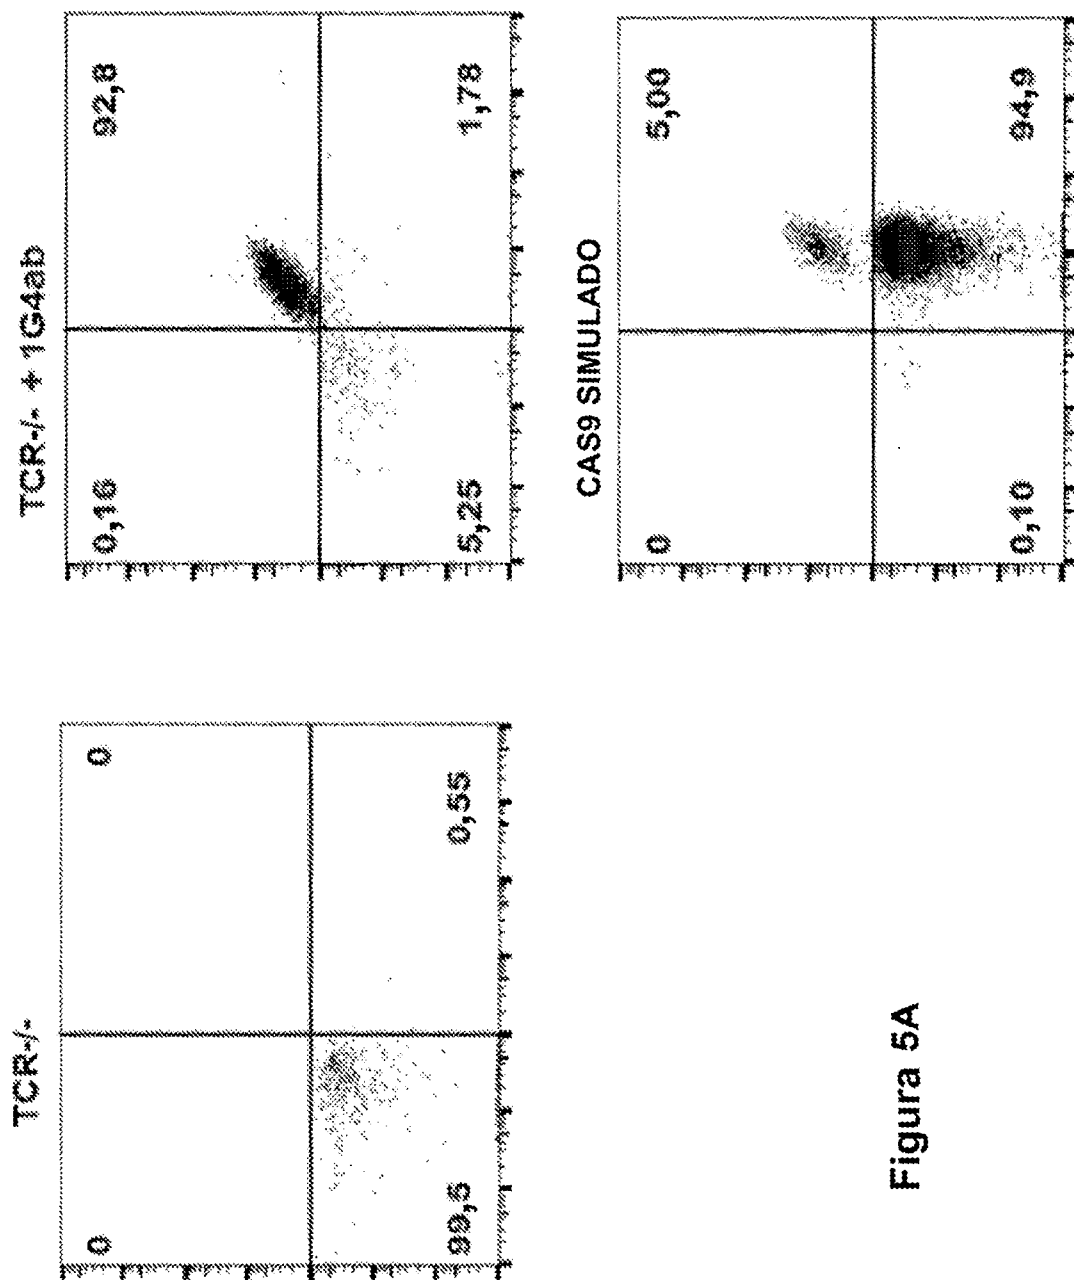 TCR-/-
0 0
99,5 0,55
TCR-/- + 1G4ab
0,16 92,8
5,25 1,78
CAS9 SIMULADO
0 5,00
0,10 94,9
Figura 5A